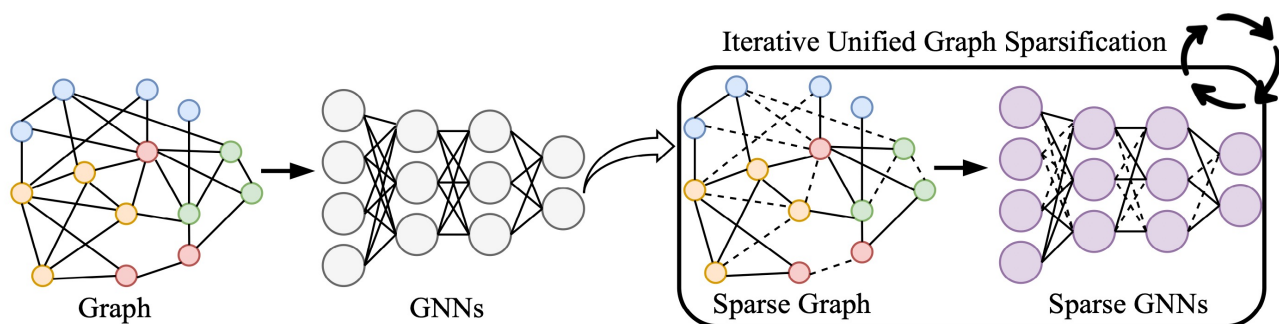 Iterative Unified Graph Sparsification
Graph
GNNs
Sparse Graph
Sparse GNNs